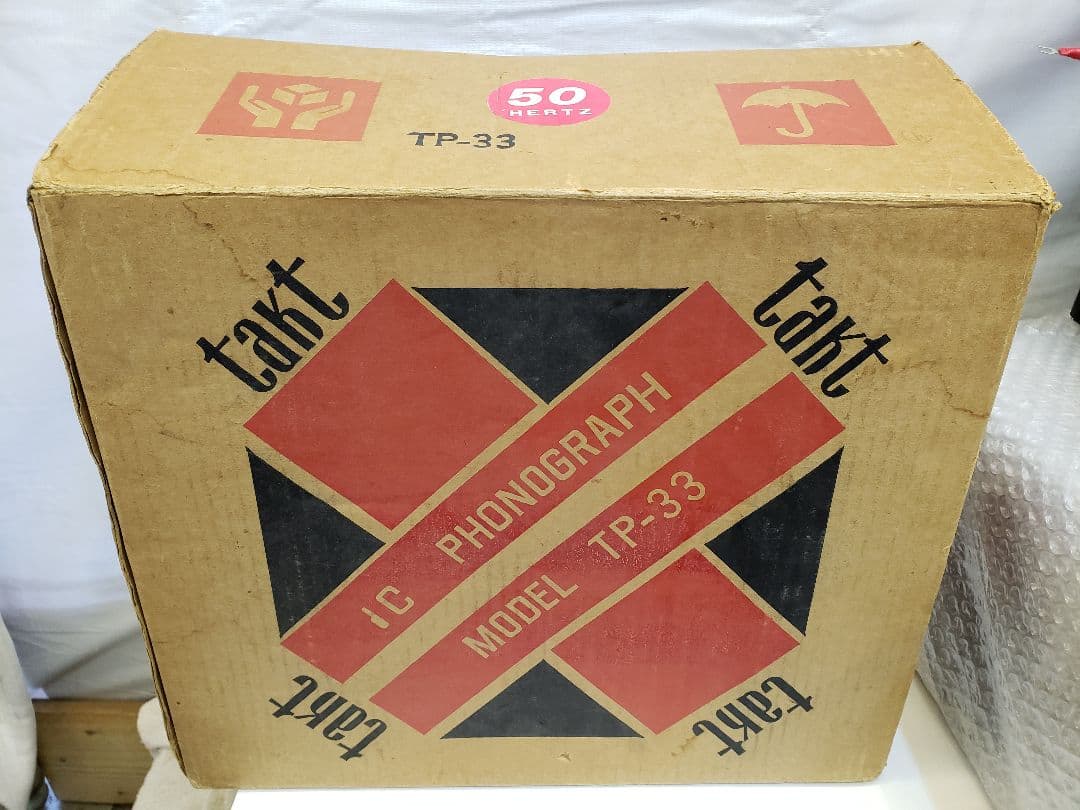 50
HERTZ
TP-33
takt
takt
IC PHONOGRAPH
MODEL TP-33
takt
takt